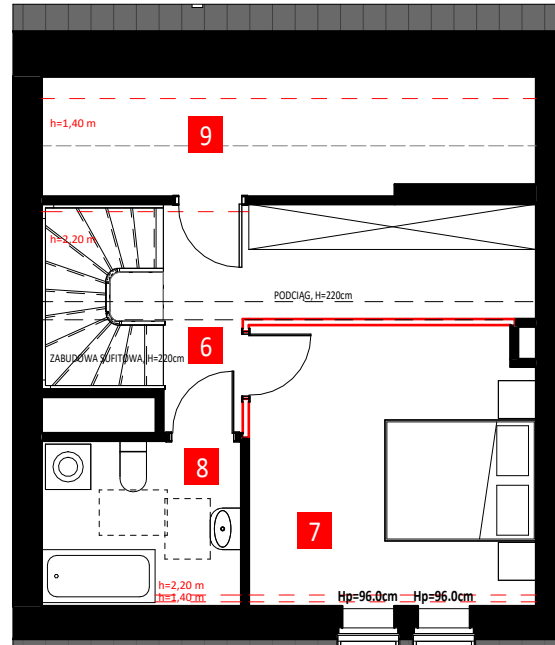 h=1,40 m
9
h=2,20 m
PODCIĄG, H=220cm
6
ZABUDOWA SUFITOWA, H=220cm
8
7
h=2,20 m
h=1,40 m
Hp=96.0cm Hp=96.0cm